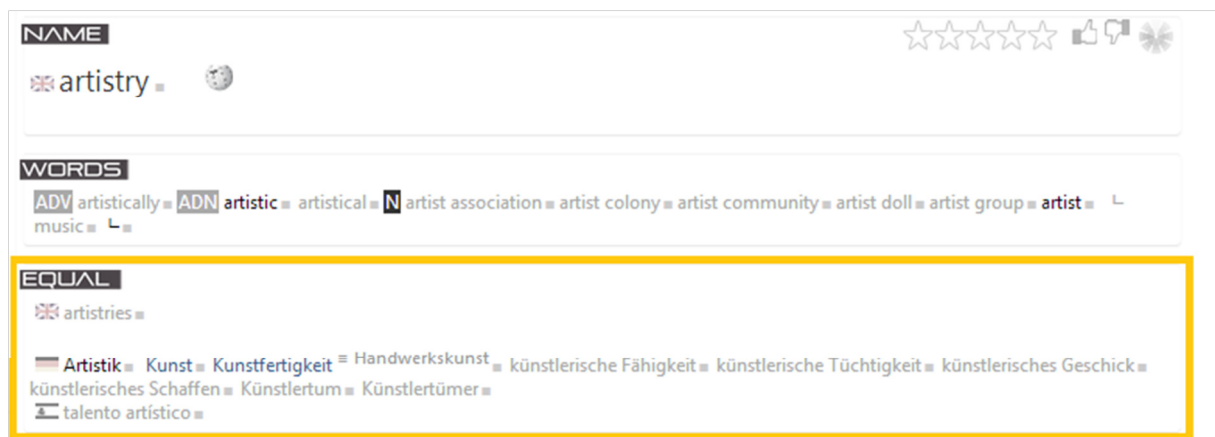 NAME
artistry
WORDS
ADV artistically ADN artistic artistical N artist association artist colony artist community artist doll artist group artist
music
EQUAL
artistries
Artistik Kunst Kunstfertigkeit ≡ Handwerkskunst künstlerische Fähigkeit künstlerische Tüchtigkeit künstlerisches Geschick
künstlerisches Schaffen Künstlertum Künstlertümer
talento artístico